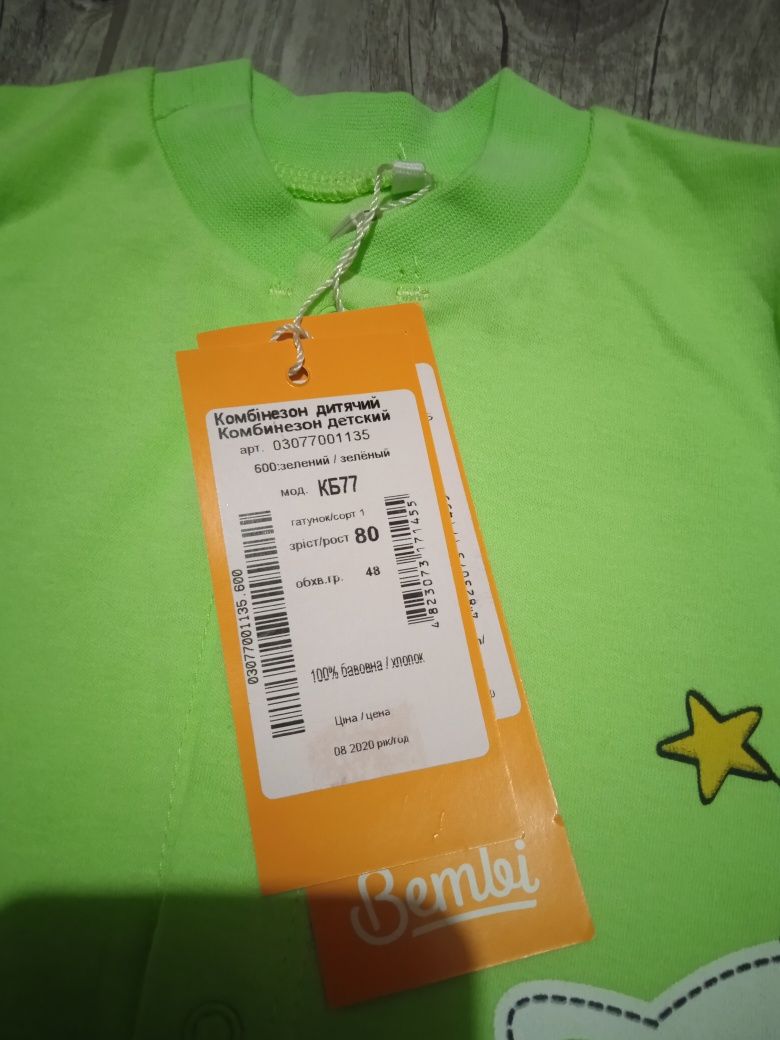 Комбінезон дитячий
Комбинезон детский
арт. 03077001135
600:зелений / зелёный
мод. КБ77
гатунок/сорт 1
зріст/рост 80
обхв.гр. 48
03077001135.600
4823073171455
100% бавовна / хлопок
Ціна / цена
08 2020 рік/год
Bembi